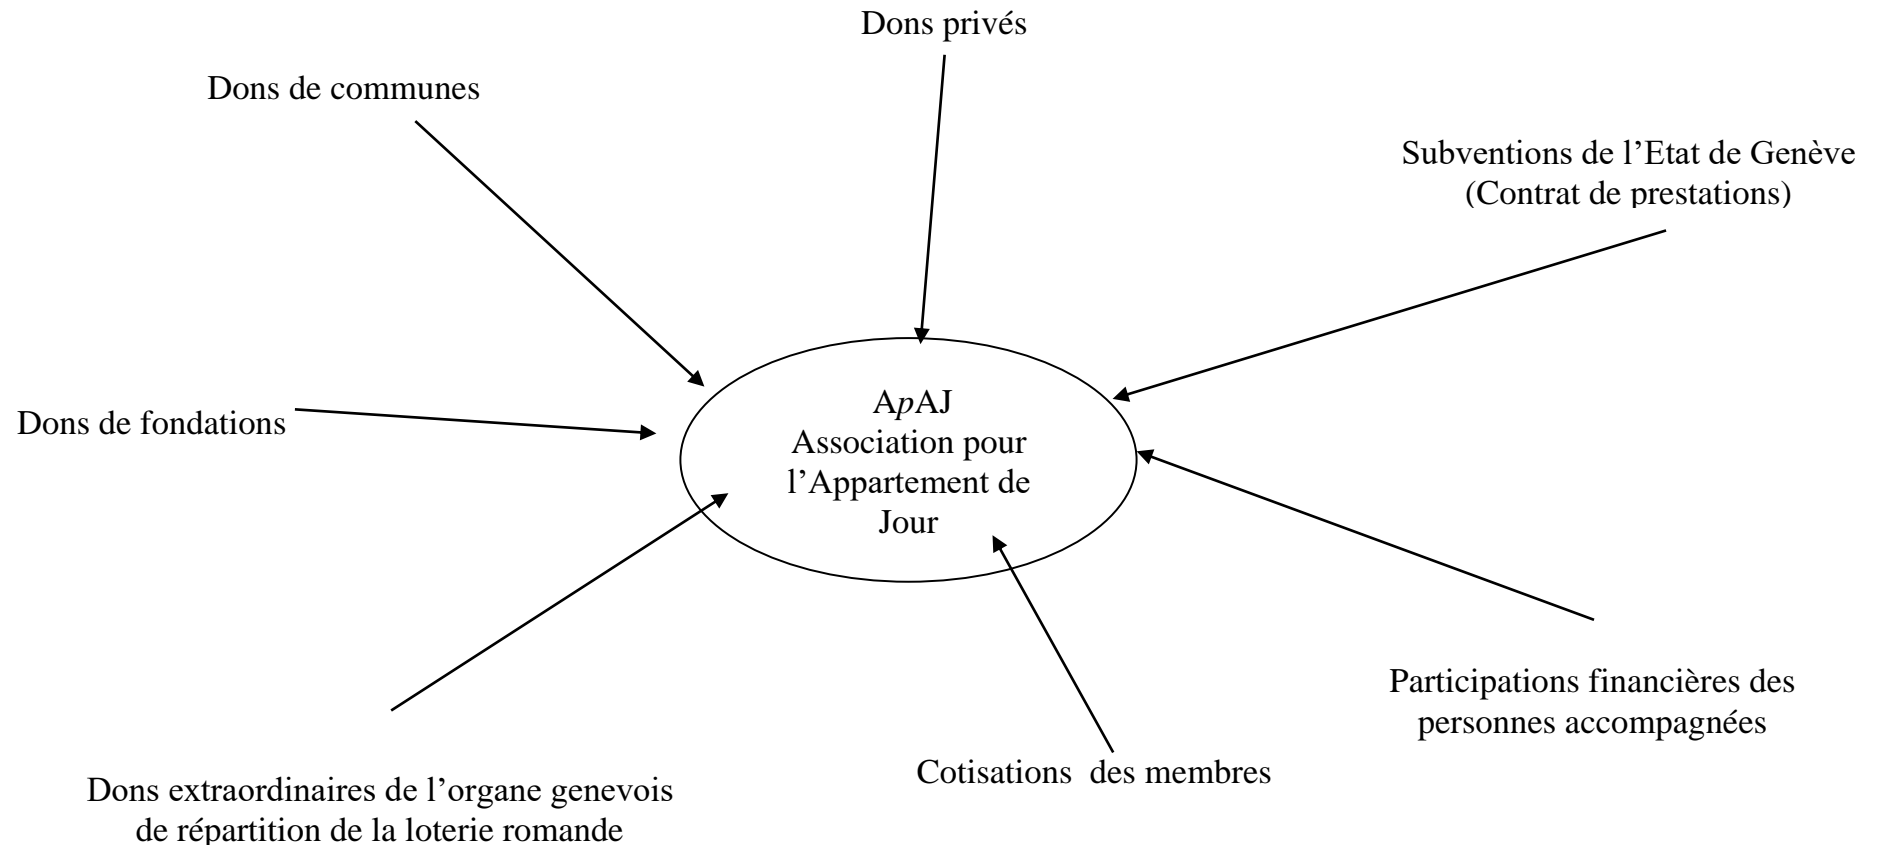 Dons privés
Dons de communes
Subventions de l’Etat de Genève
(Contrat de prestations)
Dons de fondations
ApAJ
Association pour
l’Appartement de
Jour
Participations financières des
personnes accompagnées
Cotisations  des membres
Dons extraordinaires de l’organe genevois
de répartition de la loterie romande